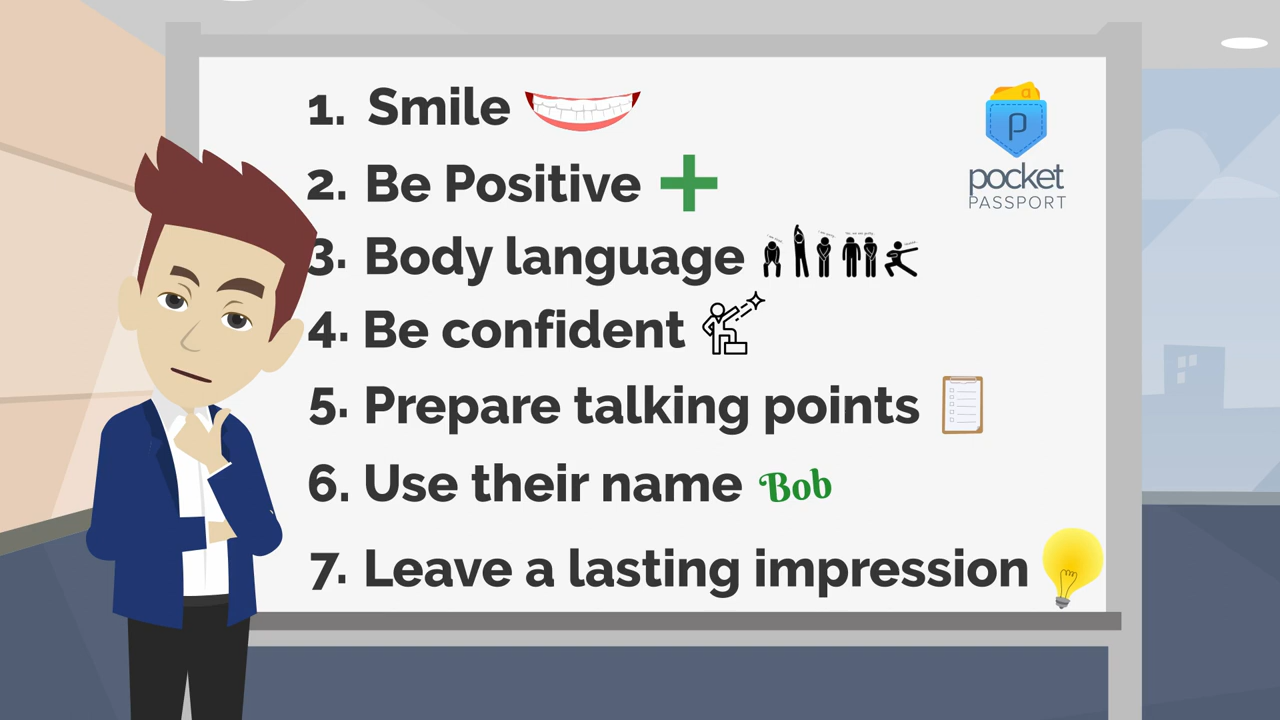 1. Smile
2. Be Positive
3. Body language
4. Be confident
5. Prepare talking points
6. Use their name Bob
7. Leave a lasting impression
a
p
pocket
PASSPORT